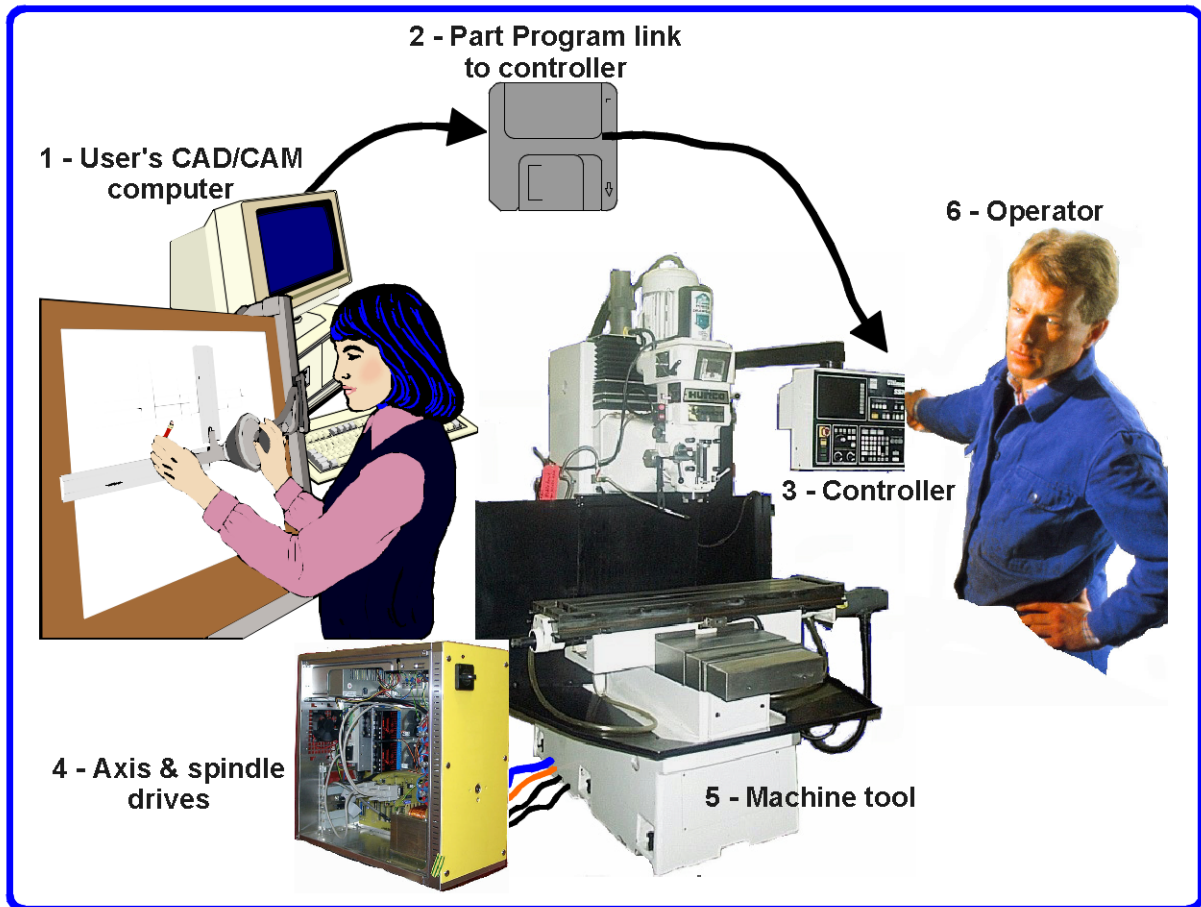 2 - Part Program link
to controller
1 - User's CAD/CAM
computer
6 - Operator
HURCO
3 - Controller
4 - Axis & spindle
drives
5 - Machine tool